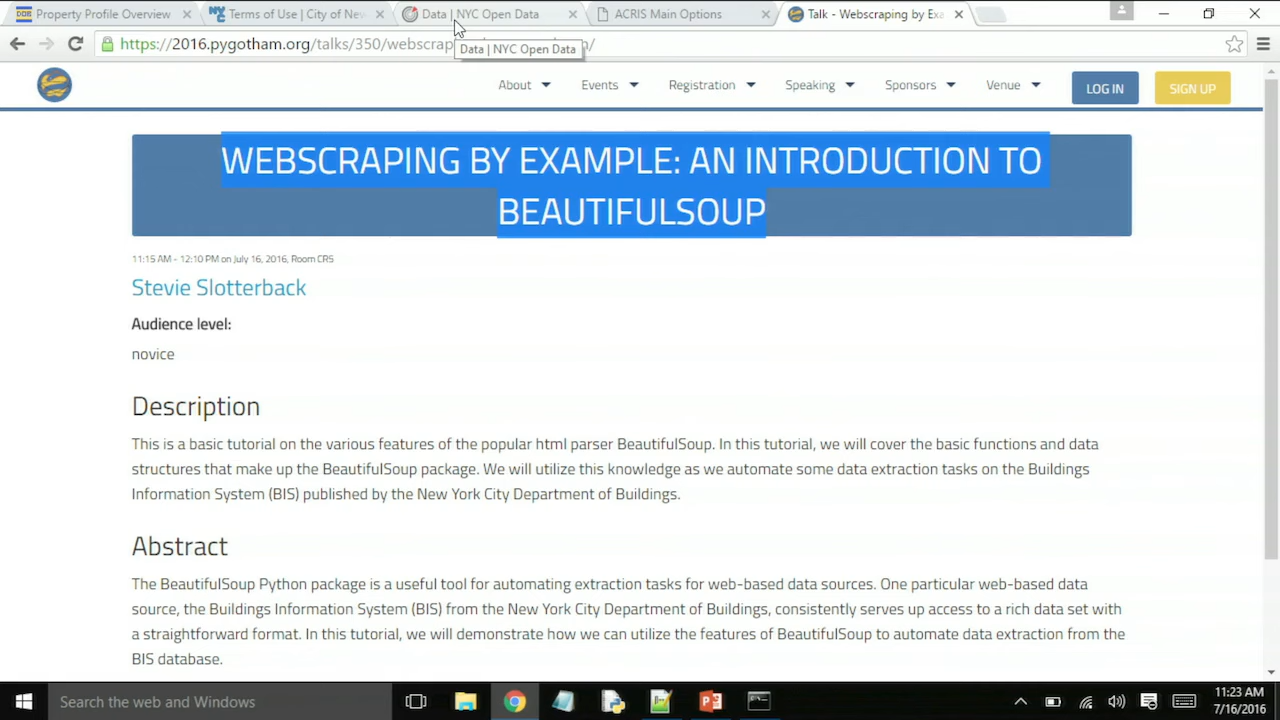 Property Profile Overview
Terms of Use | City of New
Data | NYC Open Data
ACRIS Main Options
Talk - Webscraping by Exa
https://2016.pygotham.org/talks/350/webscrap
Data | NYC Open Data
About
Events
Registration
Speaking
Sponsors
Venue
LOG IN
SIGN UP
WEBSCRAPING BY EXAMPLE: AN INTRODUCTION TO
BEAUTIFULSOUP
11:15 AM - 12:10 PM on July 16, 2016, Room CR5
Stevie Slotterback
Audience level:
novice
Description
This is a basic tutorial on the various features of the popular html parser BeautifulSoup. In this tutorial, we will cover the basic functions and data
structures that make up the BeautifulSoup package. We will utilize this knowledge as we automate some data extraction tasks on the Buildings
Information System (BIS) published by the New York City Department of Buildings.
Abstract
The BeautifulSoup Python package is a useful tool for automating extraction tasks for web-based data sources. One particular web-based data
source, the Buildings Information System (BIS) from the New York City Department of Buildings, consistently serves up access to a rich data set with
a straightforward format. In this tutorial, we will demonstrate how we can utilize the features of BeautifulSoup to automate data extraction from the
BIS database.
Search the web and Windows
11:23 AM
7/16/2016